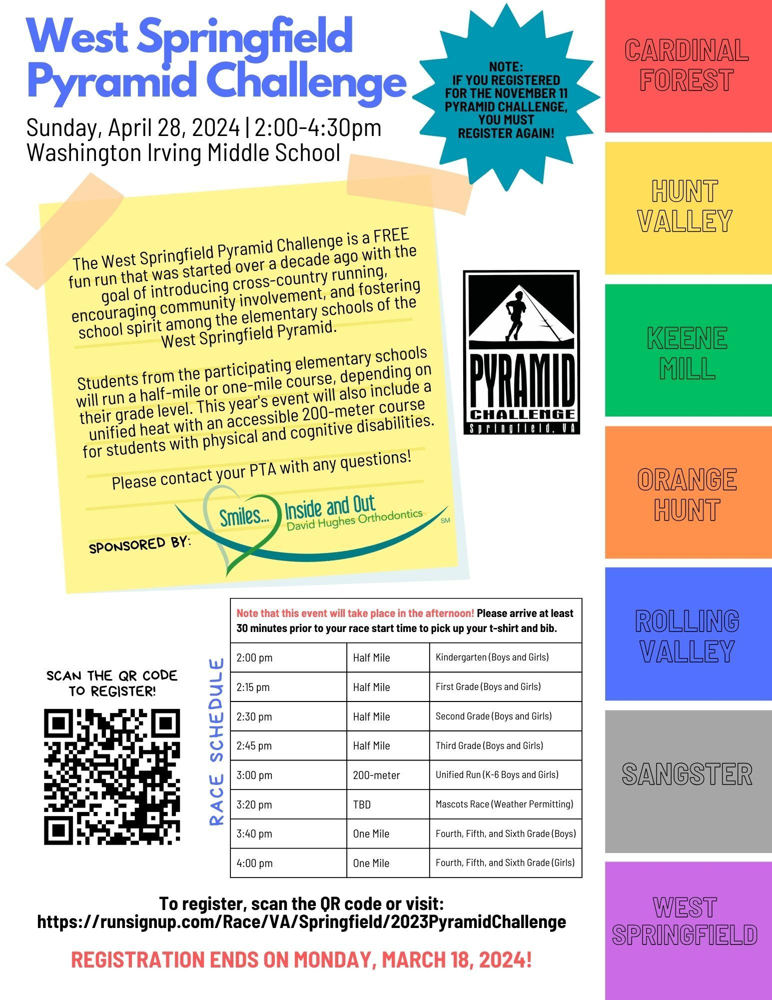 West Springfield
Pyramid Challenge
Sunday, April 28, 2024 | 2:00-4:30pm
Washington Irving Middle School
NOTE:
IF YOU REGISTERED
FOR THE NOVEMBER 11
PYRAMID CHALLENGE,
YOU MUST
REGISTER AGAIN!
The West Springfield Pyramid Challenge is a FREE
fun run that was started over a decade ago with the
goal of introducing cross-country running,
encouraging community involvement, and fostering
school spirit among the elementary schools of the
West Springfield Pyramid.
Students from the participating elementary schools
will run a half-mile or one-mile course, depending on
their grade level. This year's event will also include a
unified heat with an accessible 200-meter course
for students with physical and cognitive disabilities.
Please contact your PTA with any questions!
SPONSORED BY:
Smiles...
Inside and Out
David Hughes Orthodontics
SM
PYRAMID
CHALLENGE
Springfield, VA
SCAN THE QR CODE
TO REGISTER!
RACE SCHEDULE
Note that this event will take place in the afternoon! Please arrive at least
30 minutes prior to your race start time to pick up your t-shirt and bib.
2:00 pm Half Mile Kindergarten (Boys and Girls)
2:15 pm Half Mile First Grade (Boys and Girls)
2:30 pm Half Mile Second Grade (Boys and Girls)
2:45 pm Half Mile Third Grade (Boys and Girls)
3:00 pm 200-meter Unified Run (K-6 Boys and Girls)
3:20 pm TBD Mascots Race (Weather Permitting)
3:40 pm One Mile Fourth, Fifth, and Sixth Grade (Boys)
4:00 pm One Mile Fourth, Fifth, and Sixth Grade (Girls)
To register, scan the QR code or visit:
https://runsignup.com/Race/VA/Springfield/2023PyramidChallenge
REGISTRATION ENDS ON MONDAY, MARCH 18, 2024!
CARDINAL
FOREST
HUNT
VALLEY
KEENE
MILL
ORANGE
HUNT
ROLLING
VALLEY
SANGSTER
WEST
SPRINGFIELD